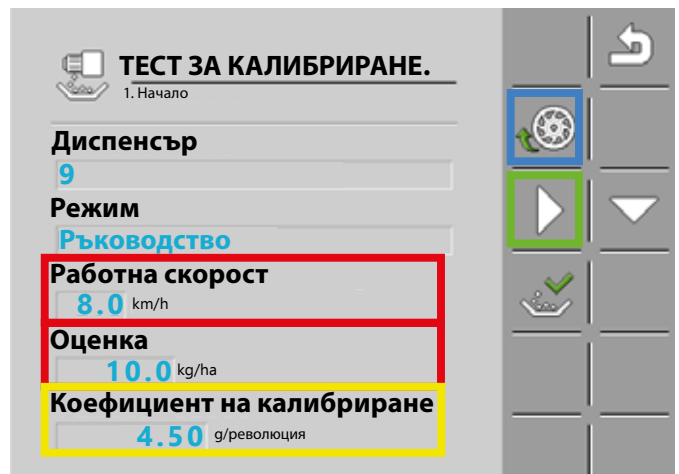 ТЕСТ ЗА КАЛИБРИРАНЕ.
1. Начало
Диспенсър
9
Режим
Ръководство
Работна скорост
8.0 km/h
Оценка
10.0 kg/ha
Коефициент на калибриране
4.50 g/революция